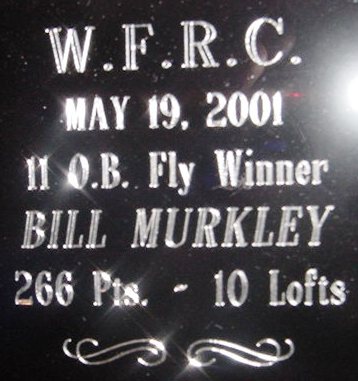 W.F.R.C.
MAY 19, 2001
11 O.B. Fly Winner
BILL MURKLEY
266 Pts. - 10 Lofts